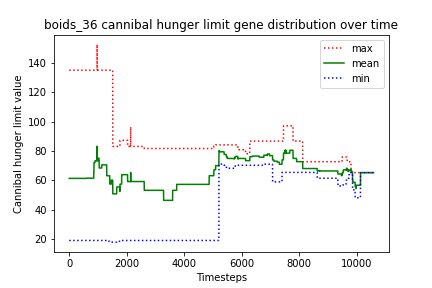 boids_36 cannibal hunger limit gene distribution over time
max
mean
min
Cannibal hunger limit value
140
120
100
80
60
40
20
0
2000
4000
6000
8000
10000
Timesteps